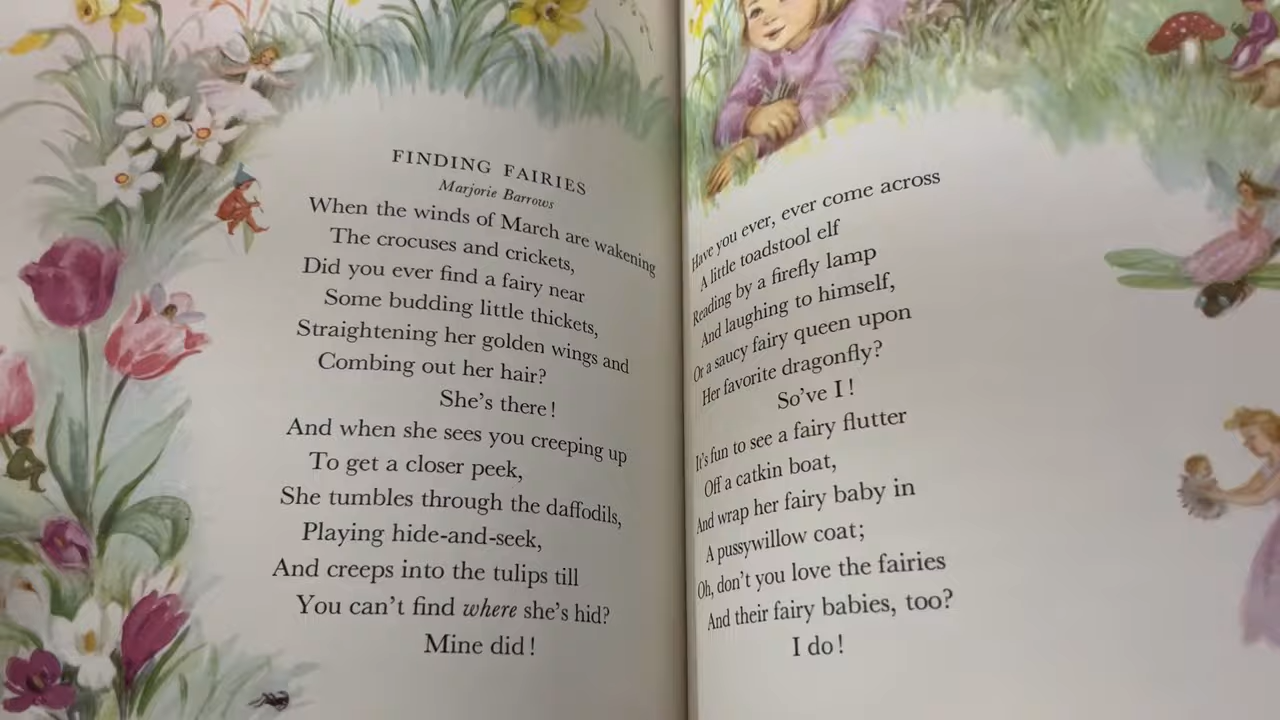 FINDING FAIRIES
Marjorie Barrows
When the winds of March are wakening
The crocuses and crickets,
Did you ever find a fairy near
Some budding little thickets,
Straightening her golden wings and
Combing out her hair?
She's there!
And when she sees you creeping up
To get a closer peek,
She tumbles through the daffodils,
Playing hide-and-seek,
And creeps into the tulips till
You can't find where she's hid?
Mine did!
Have you ever, ever come across
A little toadstool elf
Reading by a firefly lamp
And laughing to himself,
Or a saucy fairy queen upon
Her favorite dragonfly?
So've I!
It's fun to see a fairy flutter
Off a catkin boat,
And wrap her fairy baby in
A pussywillow coat;
Oh, don't you love the fairies
And their fairy babies, too?
I do!